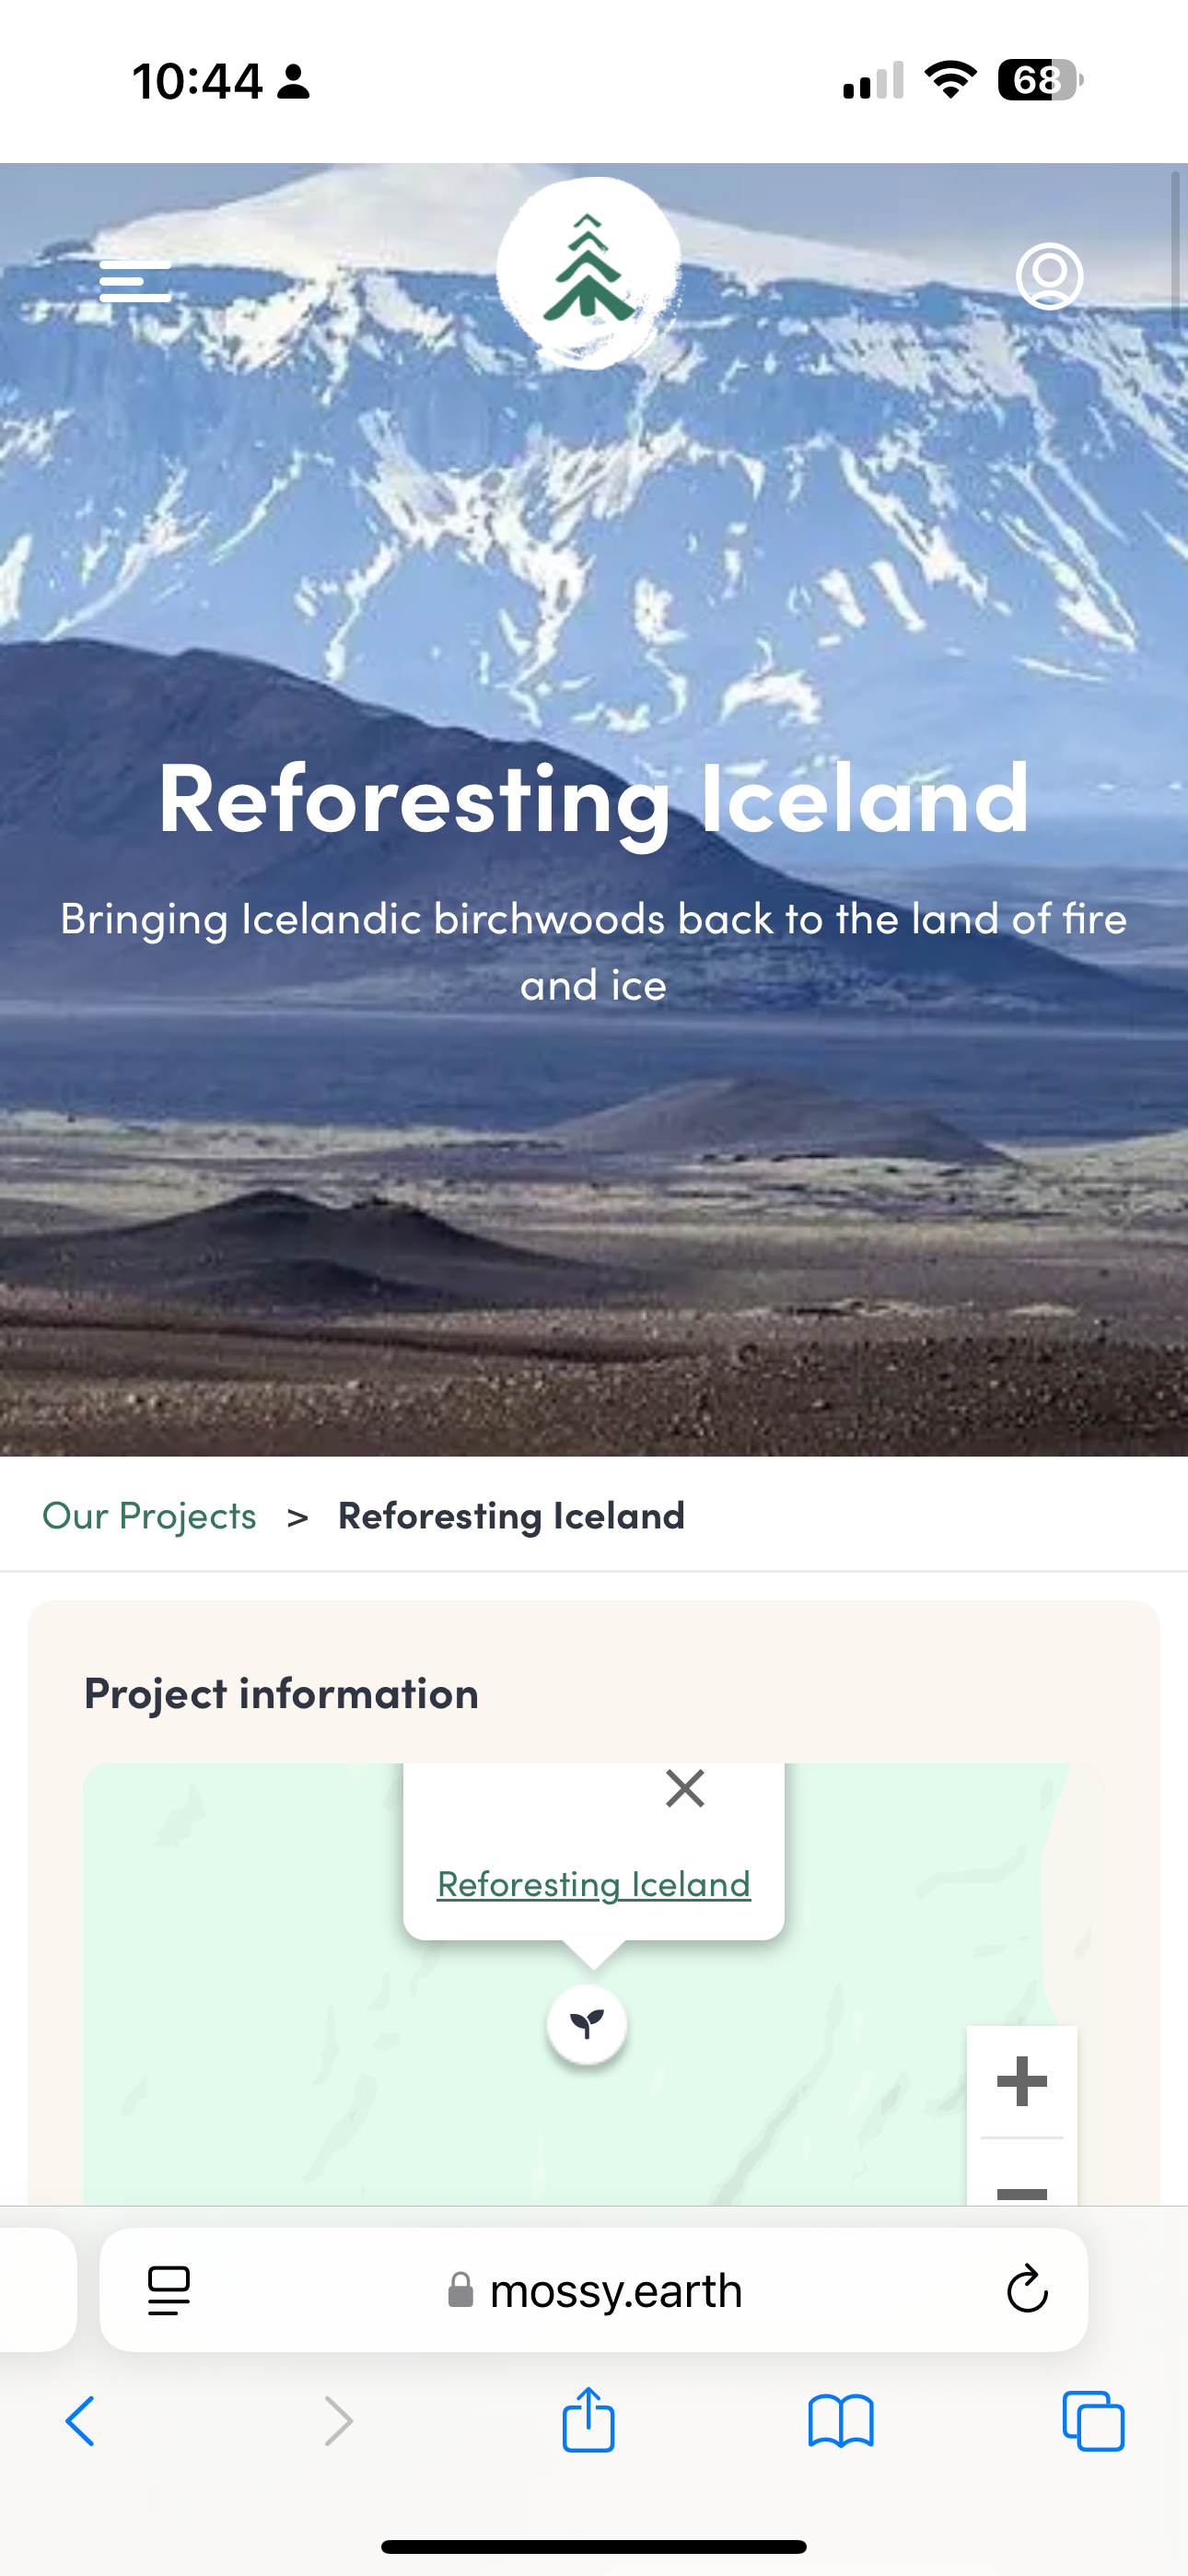 10:44
68
Reforesting Iceland
Bringing Icelandic birchwoods back to the land of fire
and ice
Our Projects > Reforesting Iceland
Project information
Reforesting Iceland
mossy.earth